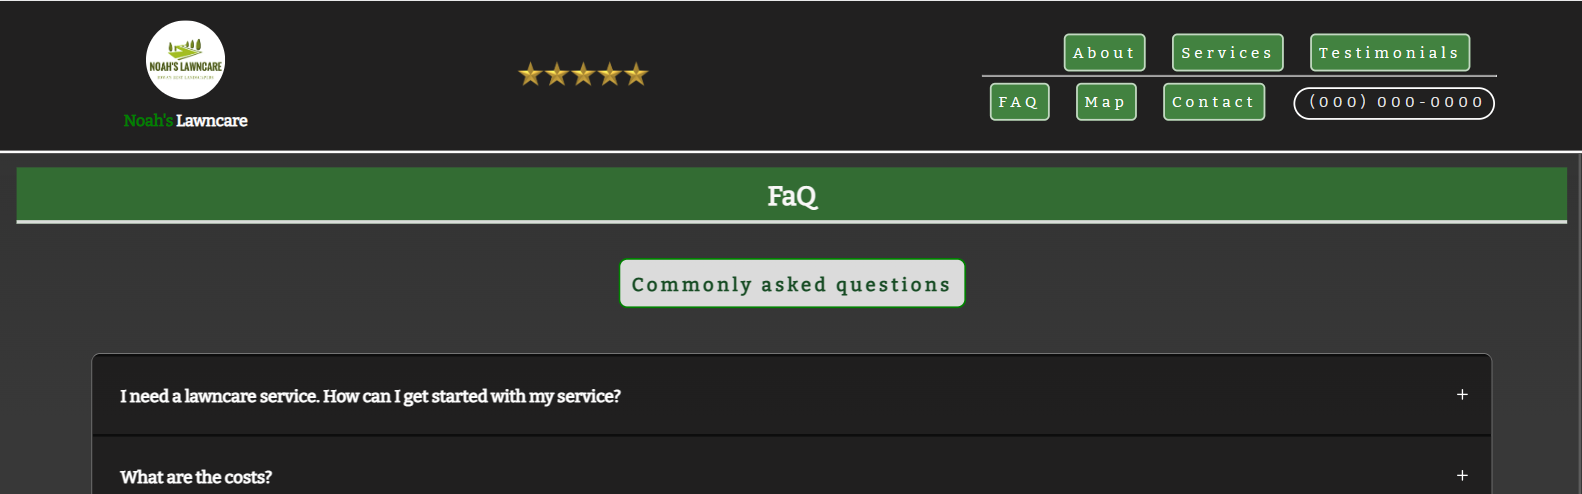 NOAH'S LAWNCARE
Noah's Lawncare
About
Services
Testimonials
FAQ
Map
Contact
(000) 000-0000
FaQ
Commonly asked questions
I need a lawncare service. How can I get started with my service?
+
What are the costs?
+